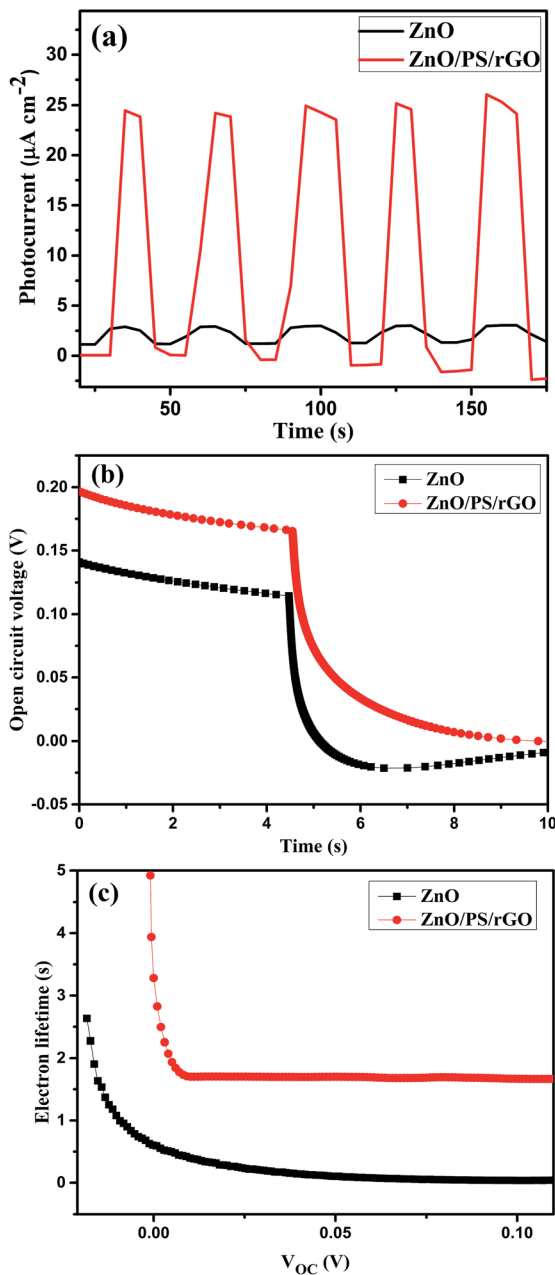 (a)
ZnO
ZnO/PS/rGO
Photocurrent (μA cm⁻²)
30
25
20
15
10
5
0
50
100
150
Time (s)
(b)
ZnO
ZnO/PS/rGO
Open circuit voltage (V)
0.20
0.15
0.10
0.05
0.00
-0.05
0
2
4
6
8
10
Time (s)
(c)
ZnO
ZnO/PS/rGO
Electron lifetime (s)
5
4
3
2
1
0
0.00
0.05
0.10
VOC (V)